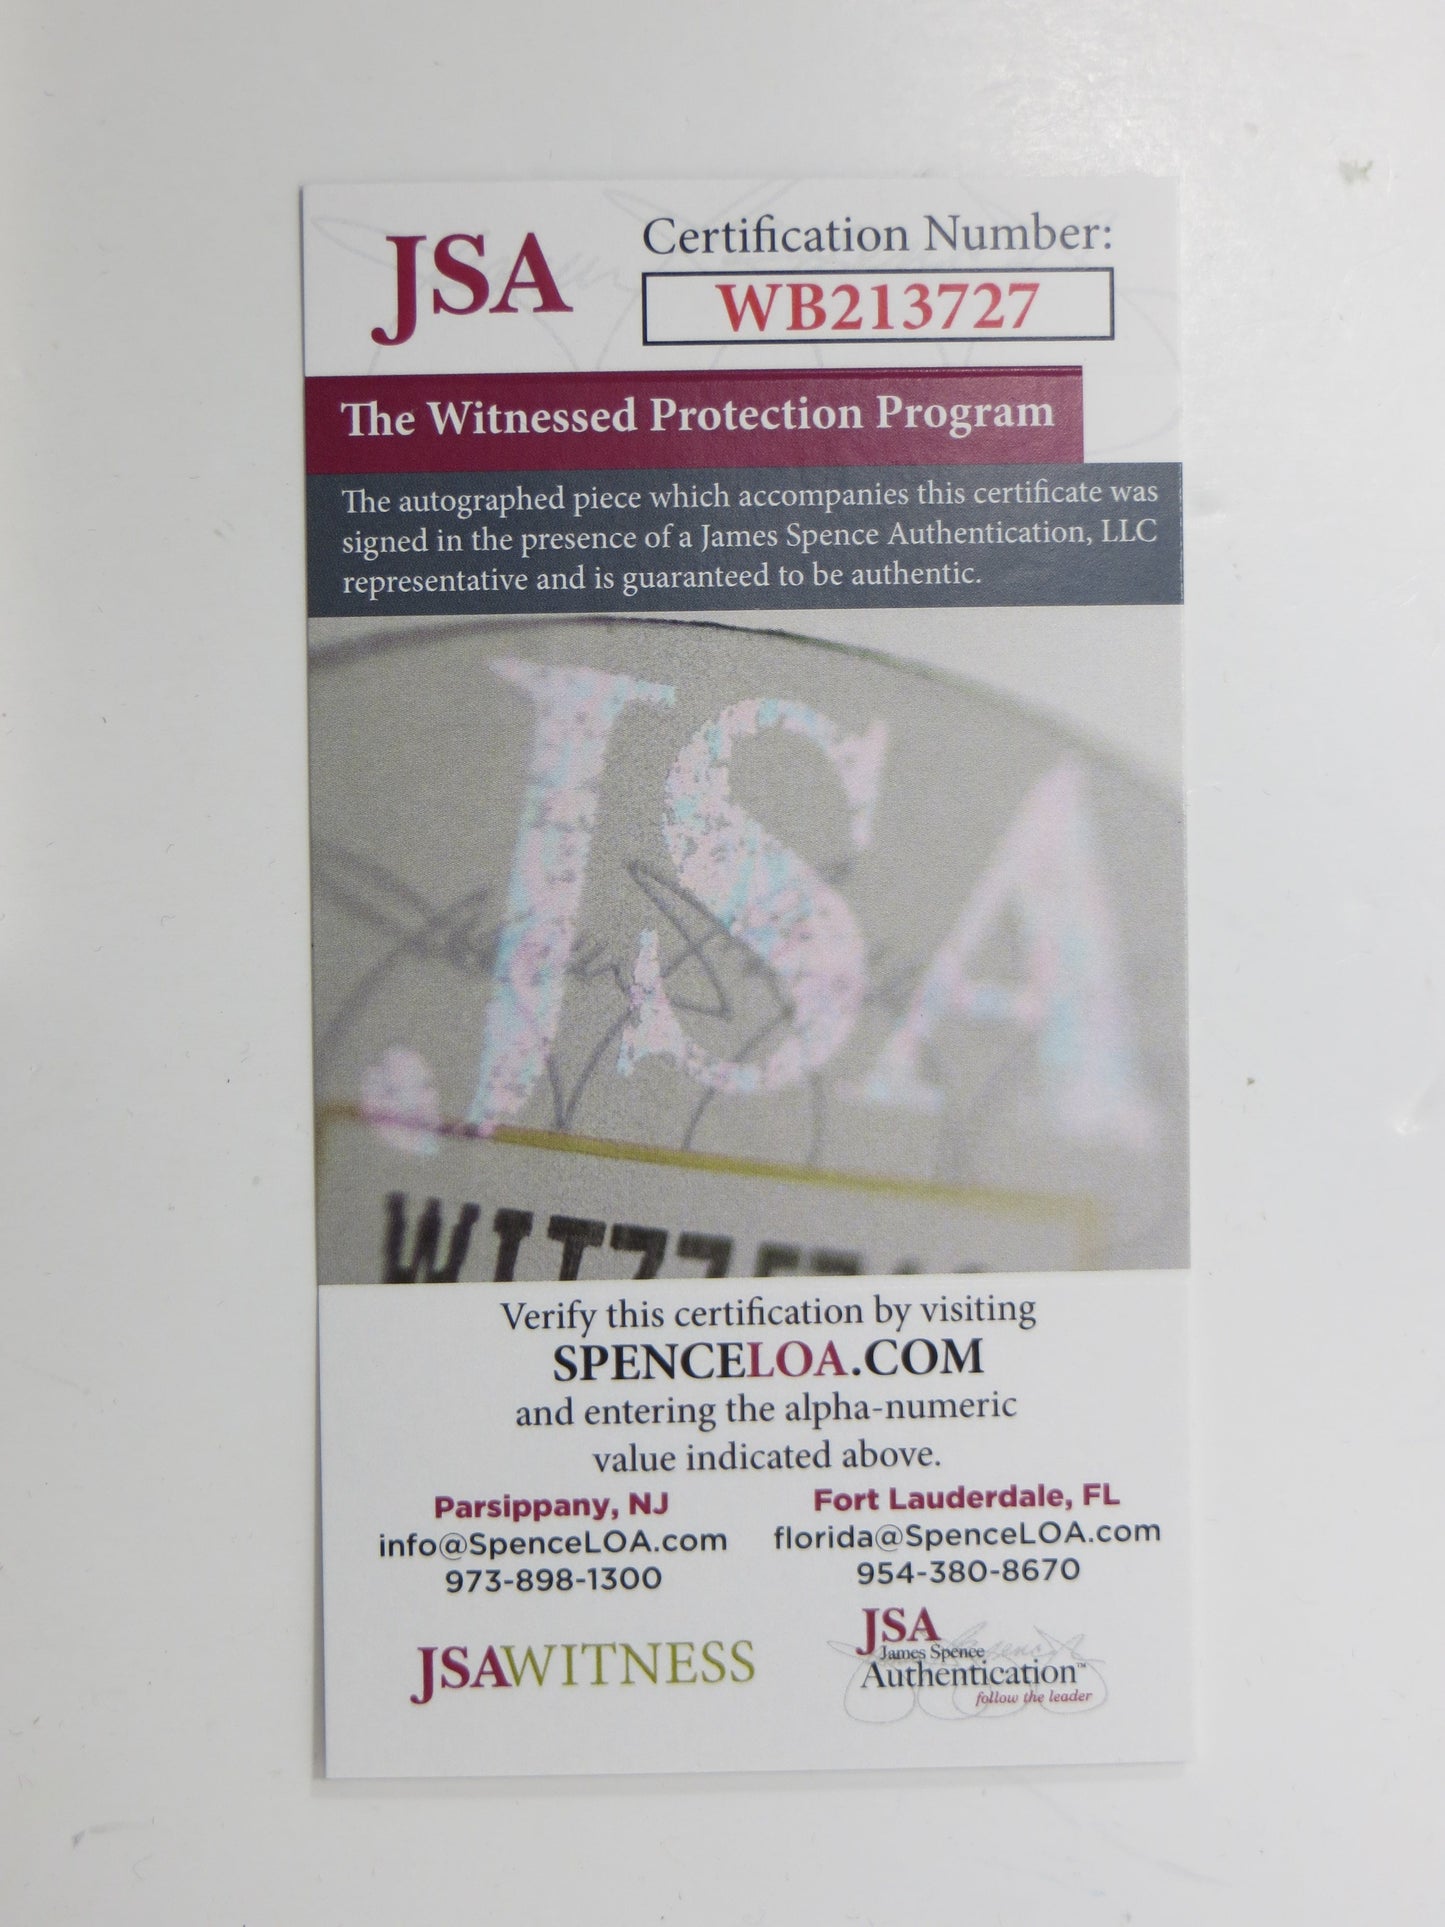 JSA
Certification Number:
WB213727
The Witnessed Protection Program
The autographed piece which accompanies this certificate was
signed in the presence of a James Spence Authentication, LLC
representative and is guaranteed to be authentic.
JSA
Verify this certification by visiting
SPENCELOA.COM
and entering the alpha-numeric
value indicated above.
Parsippany, NJ
info@SpenceLOA.com
973-898-1300
Fort Lauderdale, FL
florida@SpenceLOA.com
954-380-8670
JSAWITNESS
JSA
James Spence
Authentication™
follow the leader